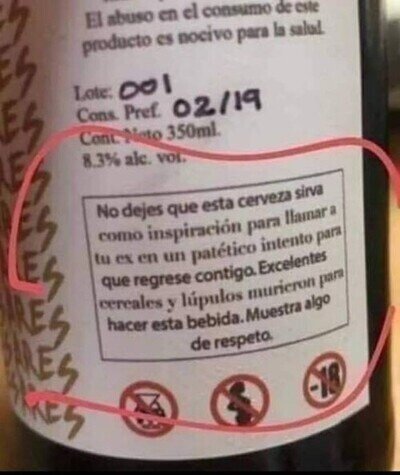 El abuso en el consumo de este
producto es nocivo para la salud.
Lote: 001
Cons. Pref. 02/19
Cont. Neto 350ml.
8.3% alc. vol.
No dejes que esta cerveza sirva
como inspiración para llamar a
tu ex en un patético intento para
que regrese contigo. Excelentes
cereales y lúpulos murieron para
hacer esta bebida. Muestra algo
de respeto.
-18